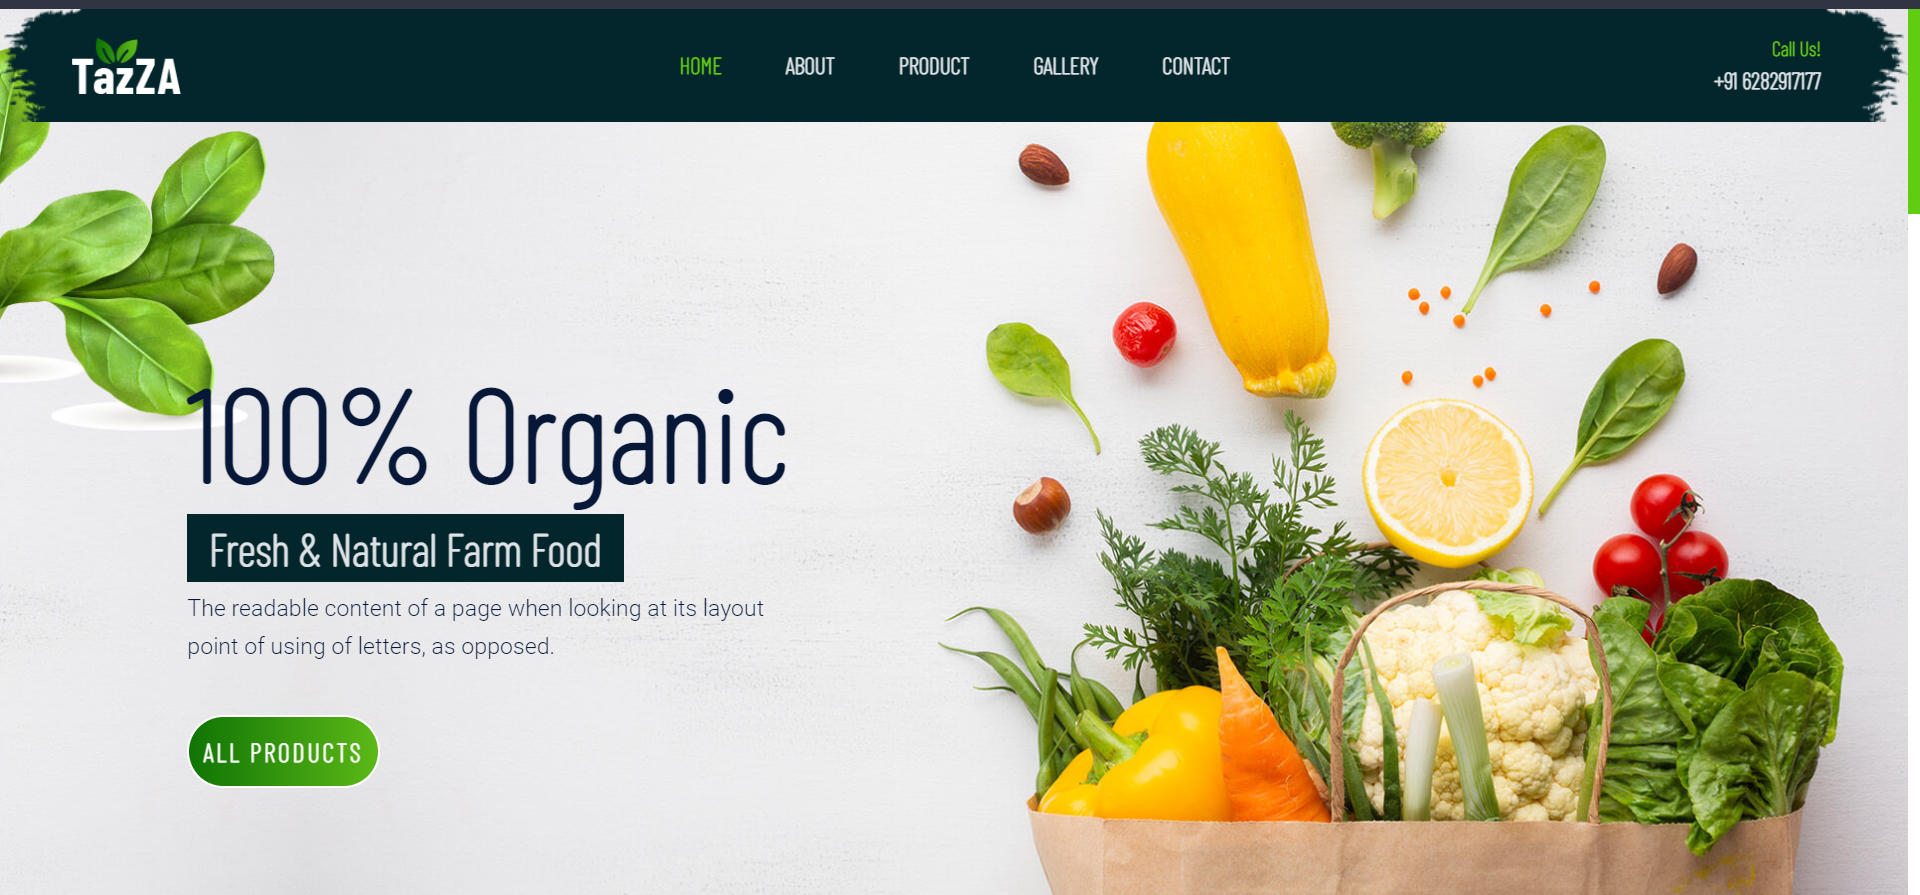 TazZA
HOME
ABOUT
PRODUCT
GALLERY
CONTACT
Call Us!
+91 6282917177
100% Organic
Fresh & Natural Farm Food
The readable content of a page when looking at its layout
point of using of letters, as opposed.
ALL PRODUCTS